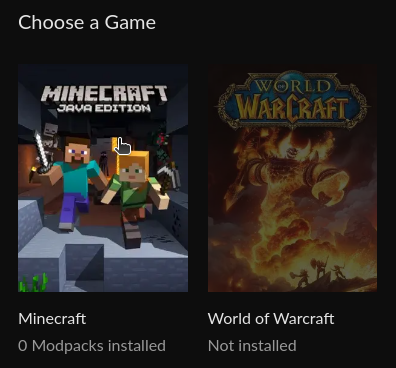 Choose a Game
MINECRAFT
JAVA EDITION
WORLD
OF
WARCRAFT
Minecraft
0 Modpacks installed
World of Warcraft
Not installed